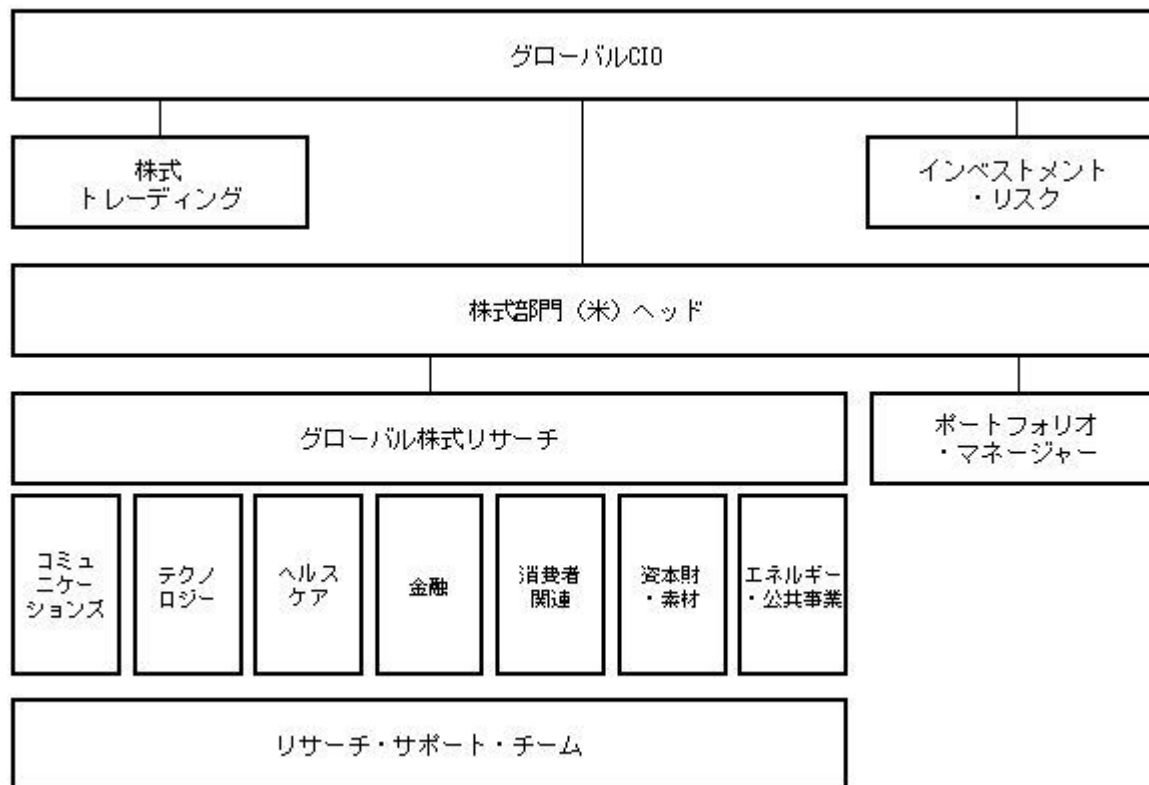 グローバルCIO
株式
トレーディング
インベストメント
・リスク
株式部門（米）ヘッド
グローバル株式リサーチ
ポートフォリオ
・マネージャー
コミュ
ニケー
ションズ
テクノ
ロジー
ヘルス
ケア
金融
消費者
関連
資本財
・素材
エネルギー
・公共事業
リサーチ・サポート・チーム